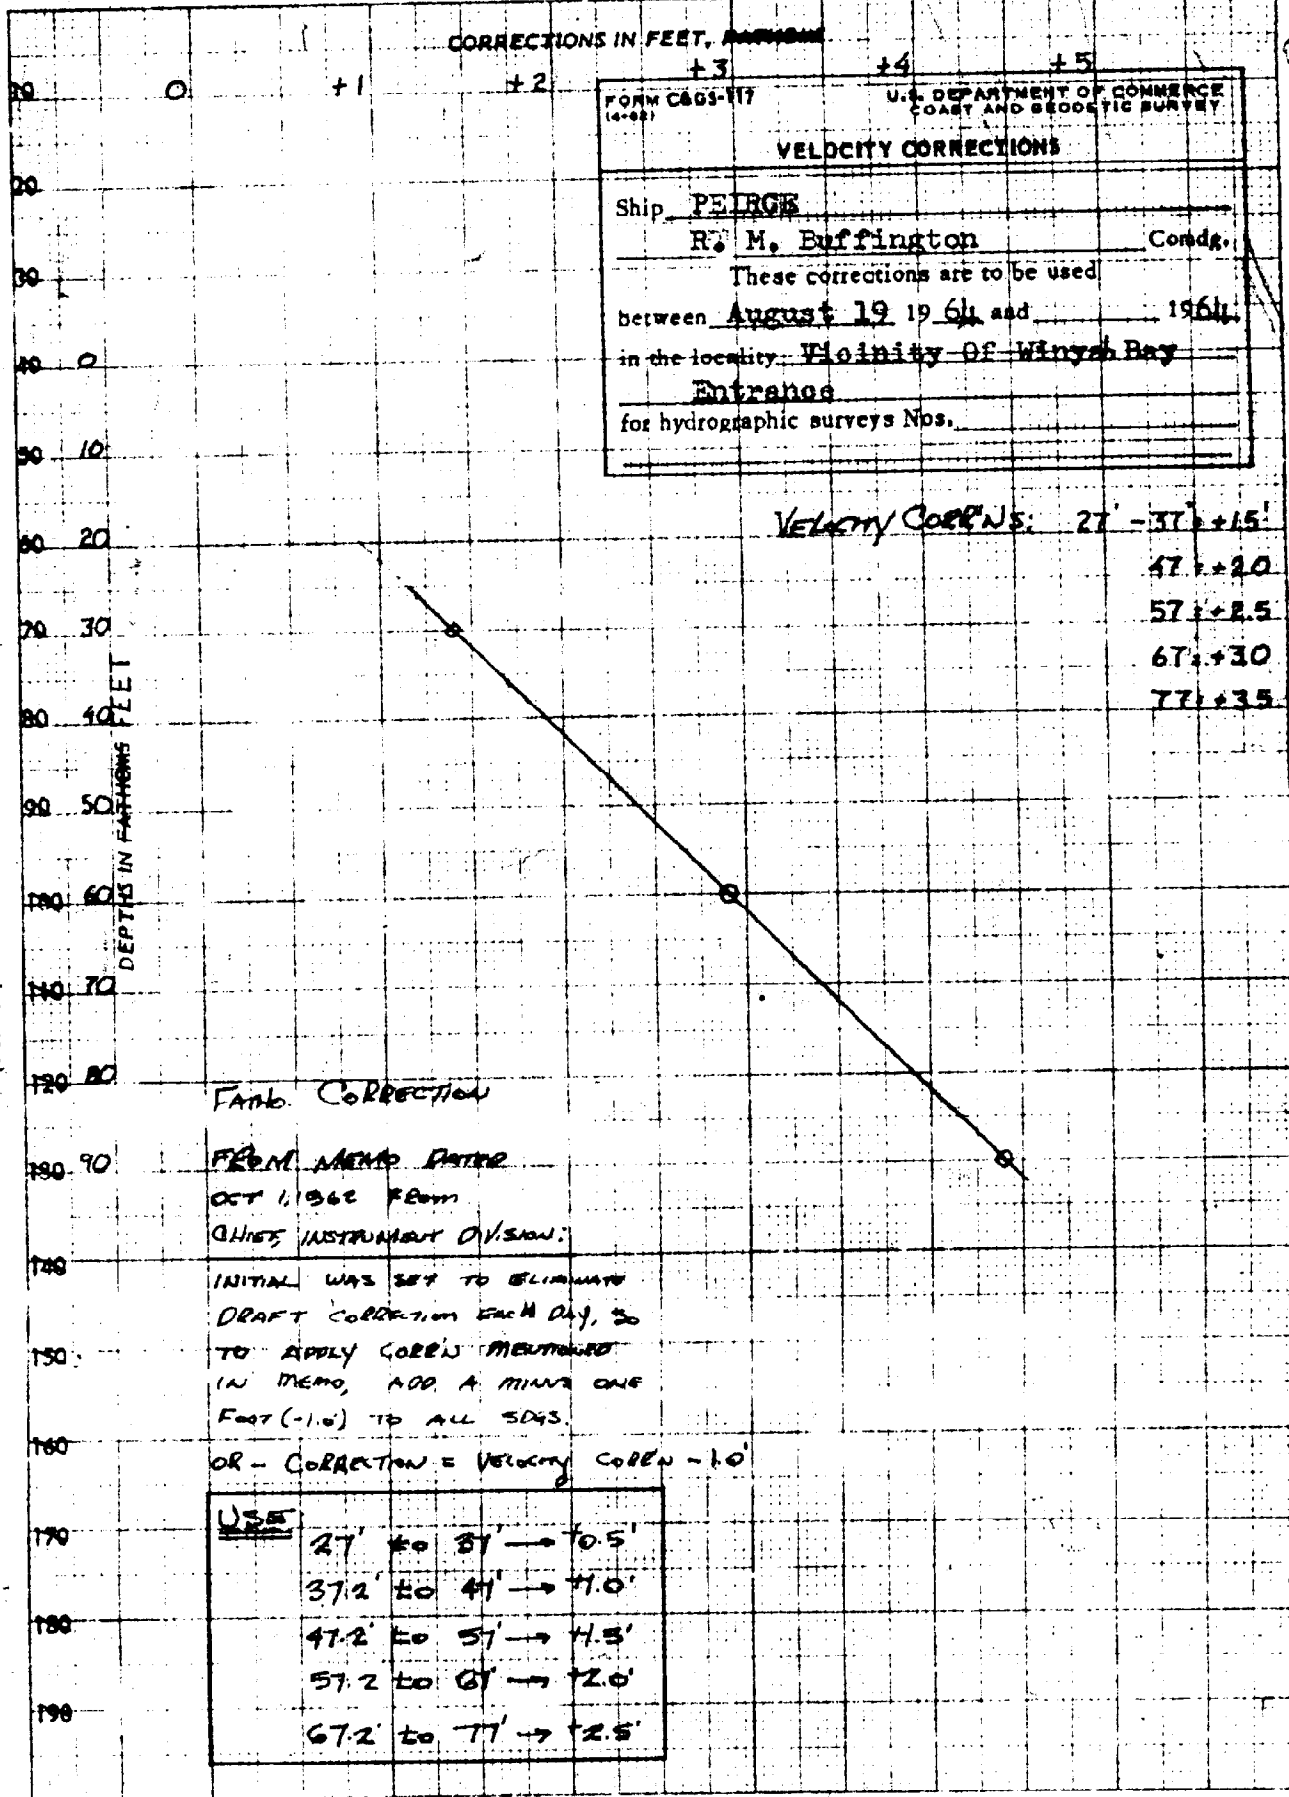 CORRECTIONS IN FEET,
0 +1 +2 +3 +4 +5
FORM C&GS-117
(4-62)
U.S. DEPARTMENT OF COMMERCE
COAST AND GEODETIC SURVEY
VELOCITY CORRECTIONS
Ship PEIRCE
R. M. Buffington Comdg.
These corrections are to be used
between August 19 19 64 and 1964
in the locality: Vicinity Of Winyah Bay
Entrance
for hydrographic surveys Nos.
VELOCITY CORR'NS: 27' - 37' = +1.5'
47 = +2.0
57 = +2.5
67 = +3.0
77 = +3.5
DEPTHS IN FATHOMS FEET
20
30
40 0
50 10
60 20
70 30
80 40
90 50
100 60
110 70
120 80
130 90
140
150
160
170
180
190
FATHO. CORRECTION
FROM MEMO DATED
OCT 1, 1962 FROM
CHIEF, INSTRUMENT DIVISION:
INITIAL WAS SET TO ELIMINATE
DRAFT CORRECTION EACH DAY, SO
TO APPLY CORR'N MENTIONED
IN MEMO, ADD A MINUS ONE
FOOT (-1.0') TO ALL SDGS.
OR - CORRECTION = VELOCITY CORR'N - 1.0'
USE
27' to 37' → +0.5'
37.2' to 47' → +1.0'
47.2' to 57' → +1.5'
57.2 to 67' → +2.0'
67.2' to 77' → +2.5'